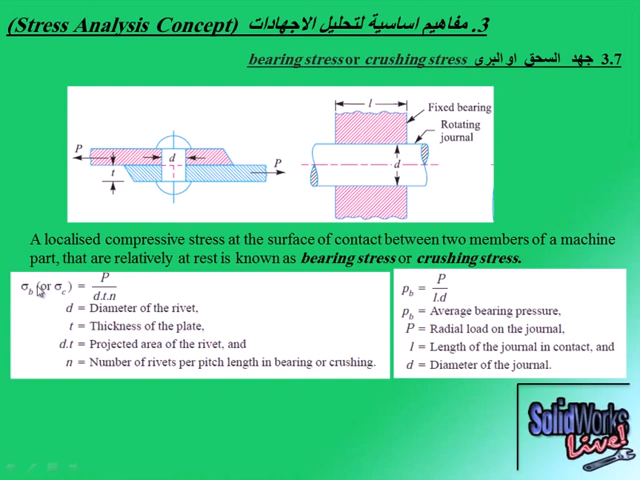 3. مفاهيم اساسية لتحليل الاجهادات (Stress Analysis Concept)
3.7 جهد السحق او البرى bearing stress or crushing stress
l
Fixed bearing
Rotating
journal
P
d
t
P
d
A localised compressive stress at the surface of contact between two members of a machine
part, that are relatively at rest is known as bearing stress or crushing stress.
σb (or σc) = P / d.t.n
d = Diameter of the rivet,
t = Thickness of the plate,
d.t = Projected area of the rivet, and
n = Number of rivets per pitch length in bearing or crushing.
pb = P / l.d
pb = Average bearing pressure,
P = Radial load on the journal,
l = Length of the journal in contact, and
d = Diameter of the journal.
SolidWorks
Live!